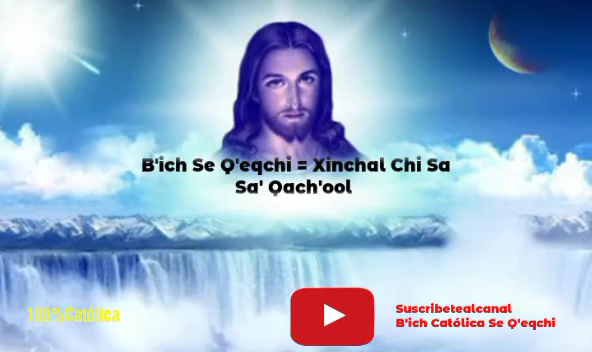 B'ich Se Q'eqchi = Xinchal Chi Sa
Sa' Qach'ool
100%Católica
Suscribetealcanal
B'ich Católica Se Q'eqchi